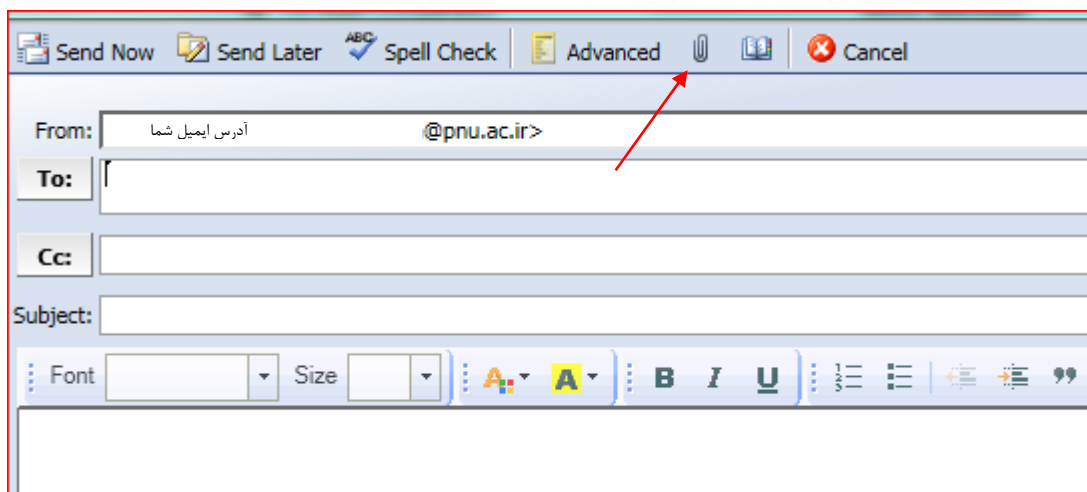 Send Now Send Later ABC Spell Check Advanced Cancel
From: آدرس ایمیل شما @pnu.ac.ir>
To:
Cc:
Subject:
Font Size A A B I U